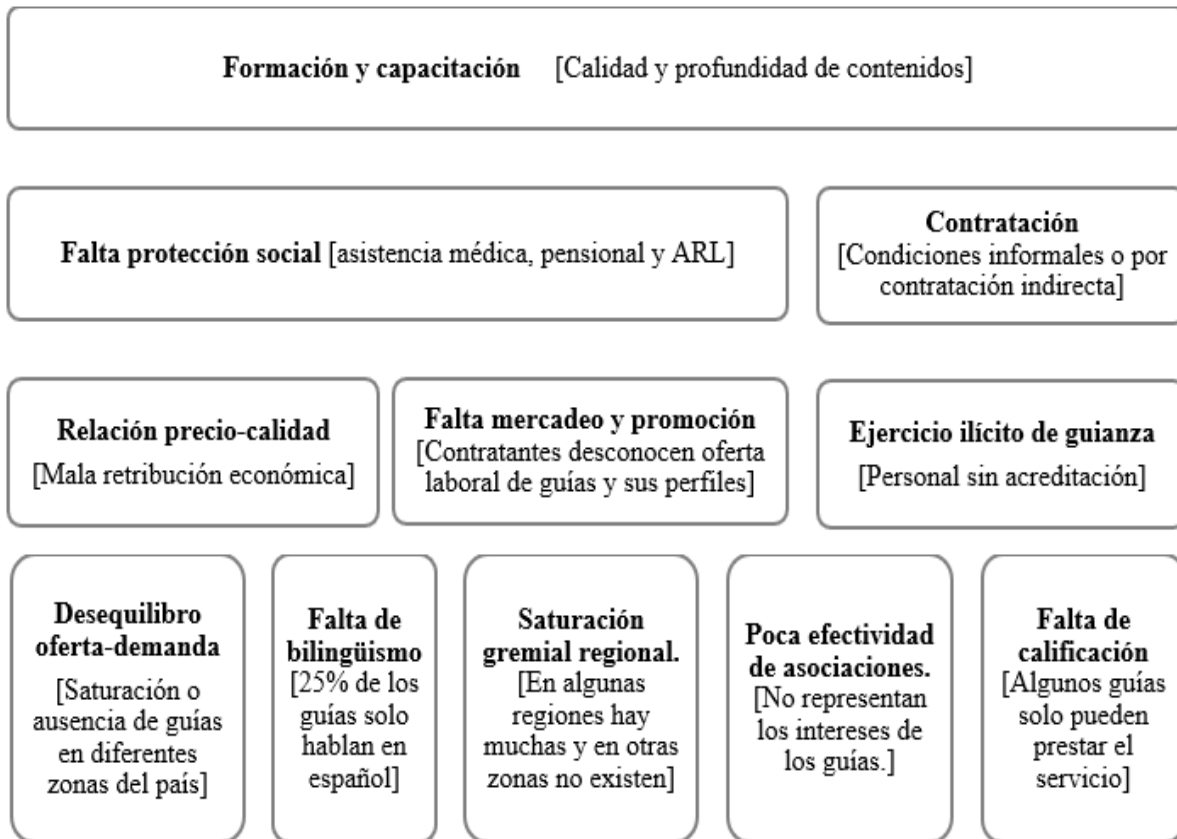 Formación y capacitación [Calidad y profundidad de contenidos]
Falta protección social [asistencia médica, pensional y ARL]
Contratación
[Condiciones informales o por
contratación indirecta]
Relación precio-calidad
[Mala retribución económica]
Falta mercadeo y promoción
[Contratantes desconocen oferta
laboral de guías y sus perfiles]
Ejercicio ilícito de guianza
[Personal sin acreditación]
Desequilibro
oferta-demanda
[Saturación o
ausencia de guías
en diferentes
zonas del país]
Falta de
bilingüismo
[25% de los
guías solo
hablan en
español]
Saturación
gremial regional.
[En algunas
regiones hay
muchas y en otras
zonas no existen]
Poca efectividad
de asociaciones.
[No representan
los intereses de
los guías.]
Falta de
calificación
[Algunos guías
solo pueden
prestar el
servicio]